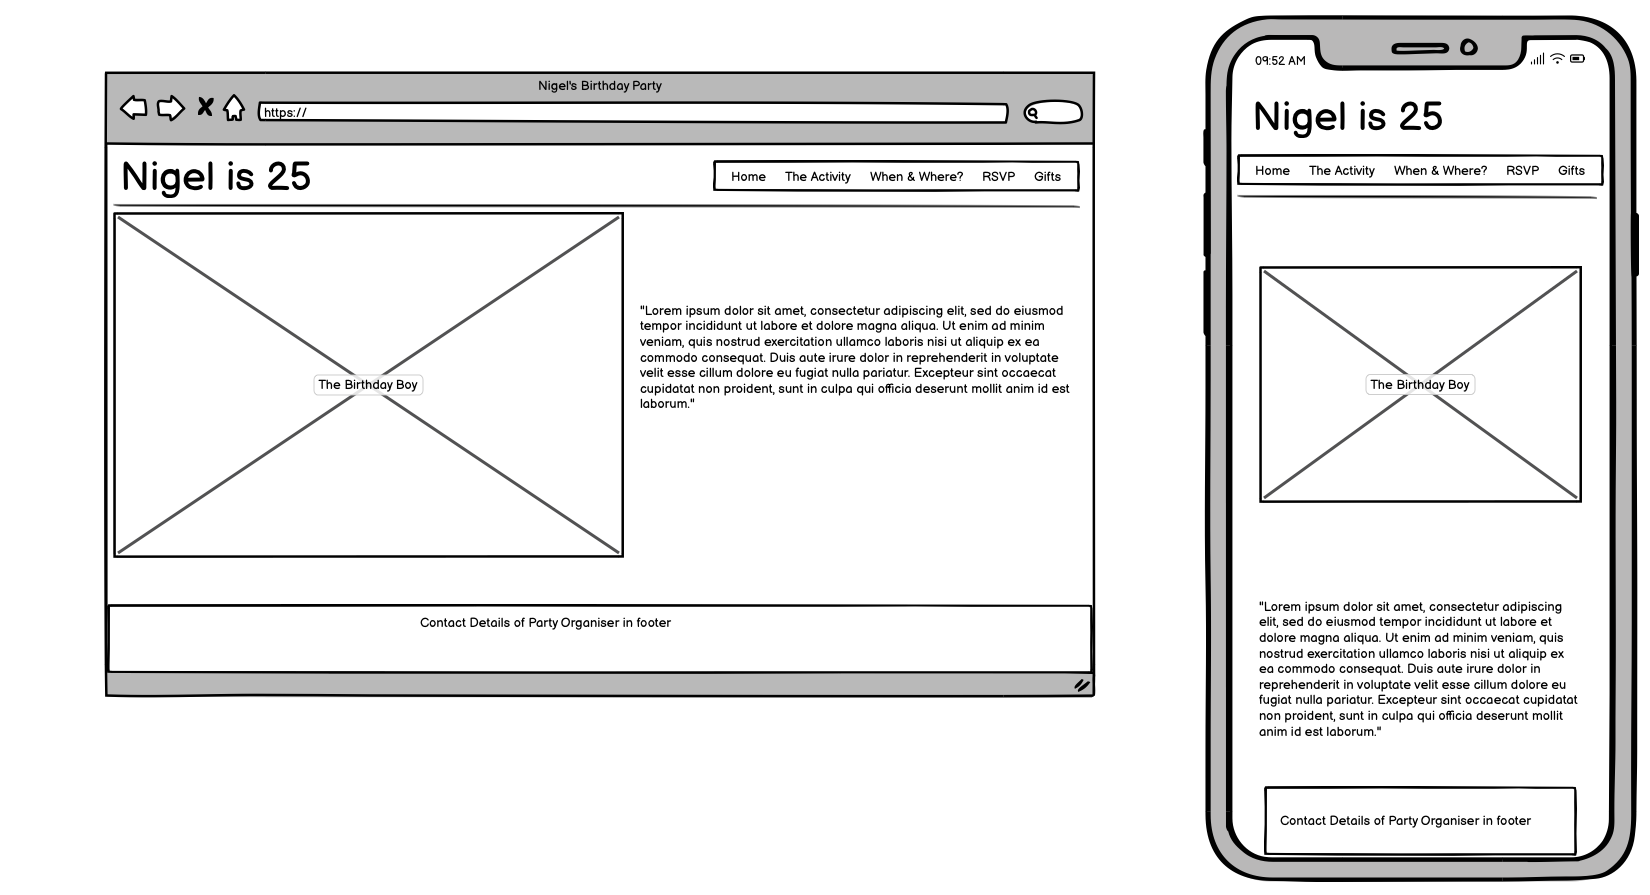 Nigel's Birthday Party
https://
Nigel is 25
Home The Activity When & Where? RSVP Gifts
The Birthday Boy
"Lorem ipsum dolor sit amet, consectetur adipiscing elit, sed do eiusmod
tempor incididunt ut labore et dolore magna aliqua. Ut enim ad minim
veniam, quis nostrud exercitation ullamco laboris nisi ut aliquip ex ea
commodo consequat. Duis aute irure dolor in reprehenderit in voluptate
velit esse cillum dolore eu fugiat nulla pariatur. Excepteur sint occaecat
cupidatat non proident, sunt in culpa qui officia deserunt mollit anim id est
laborum."
Contact Details of Party Organiser in footer
09:52 AM
Nigel is 25
Home The Activity When & Where? RSVP Gifts
The Birthday Boy
"Lorem ipsum dolor sit amet, consectetur adipiscing
elit, sed do eiusmod tempor incididunt ut labore et
dolore magna aliqua. Ut enim ad minim veniam, quis
nostrud exercitation ullamco laboris nisi ut aliquip ex
ea commodo consequat. Duis aute irure dolor in
reprehenderit in voluptate velit esse cillum dolore eu
fugiat nulla pariatur. Excepteur sint occaecat cupidatat
non proident, sunt in culpa qui officia deserunt mollit
anim id est laborum."
Contact Details of Party Organiser in footer